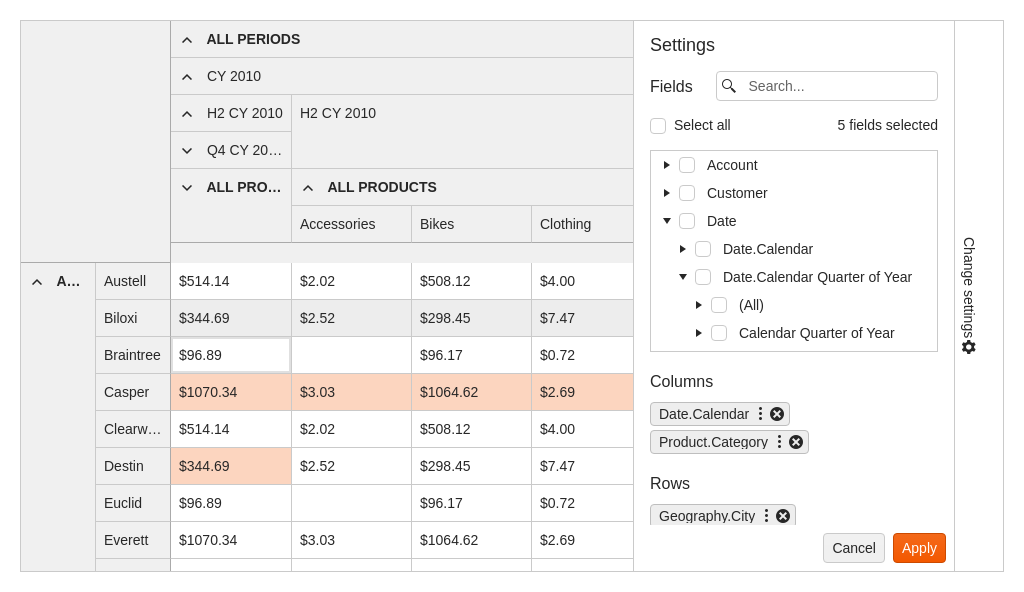 ALL PERIODS
CY 2010
H2 CY 2010 H2 CY 2010
Q4 CY 20…
ALL PRO… ALL PRODUCTS
Accessories Bikes Clothing
A… Austell $514.14 $2.02 $508.12 $4.00
Biloxi $344.69 $2.52 $298.45 $7.47
Braintree $96.89 $96.17 $0.72
Casper $1070.34 $3.03 $1064.62 $2.69
Clearw… $514.14 $2.02 $508.12 $4.00
Destin $344.69 $2.52 $298.45 $7.47
Euclid $96.89 $96.17 $0.72
Everett $1070.34 $3.03 $1064.62 $2.69
Settings
Fields Search...
Select all 5 fields selected
Account
Customer
Date
Date.Calendar
Date.Calendar Quarter of Year
(All)
Calendar Quarter of Year
Columns
Date.Calendar
Product.Category
Rows
Geography.City
Cancel Apply
Change settings